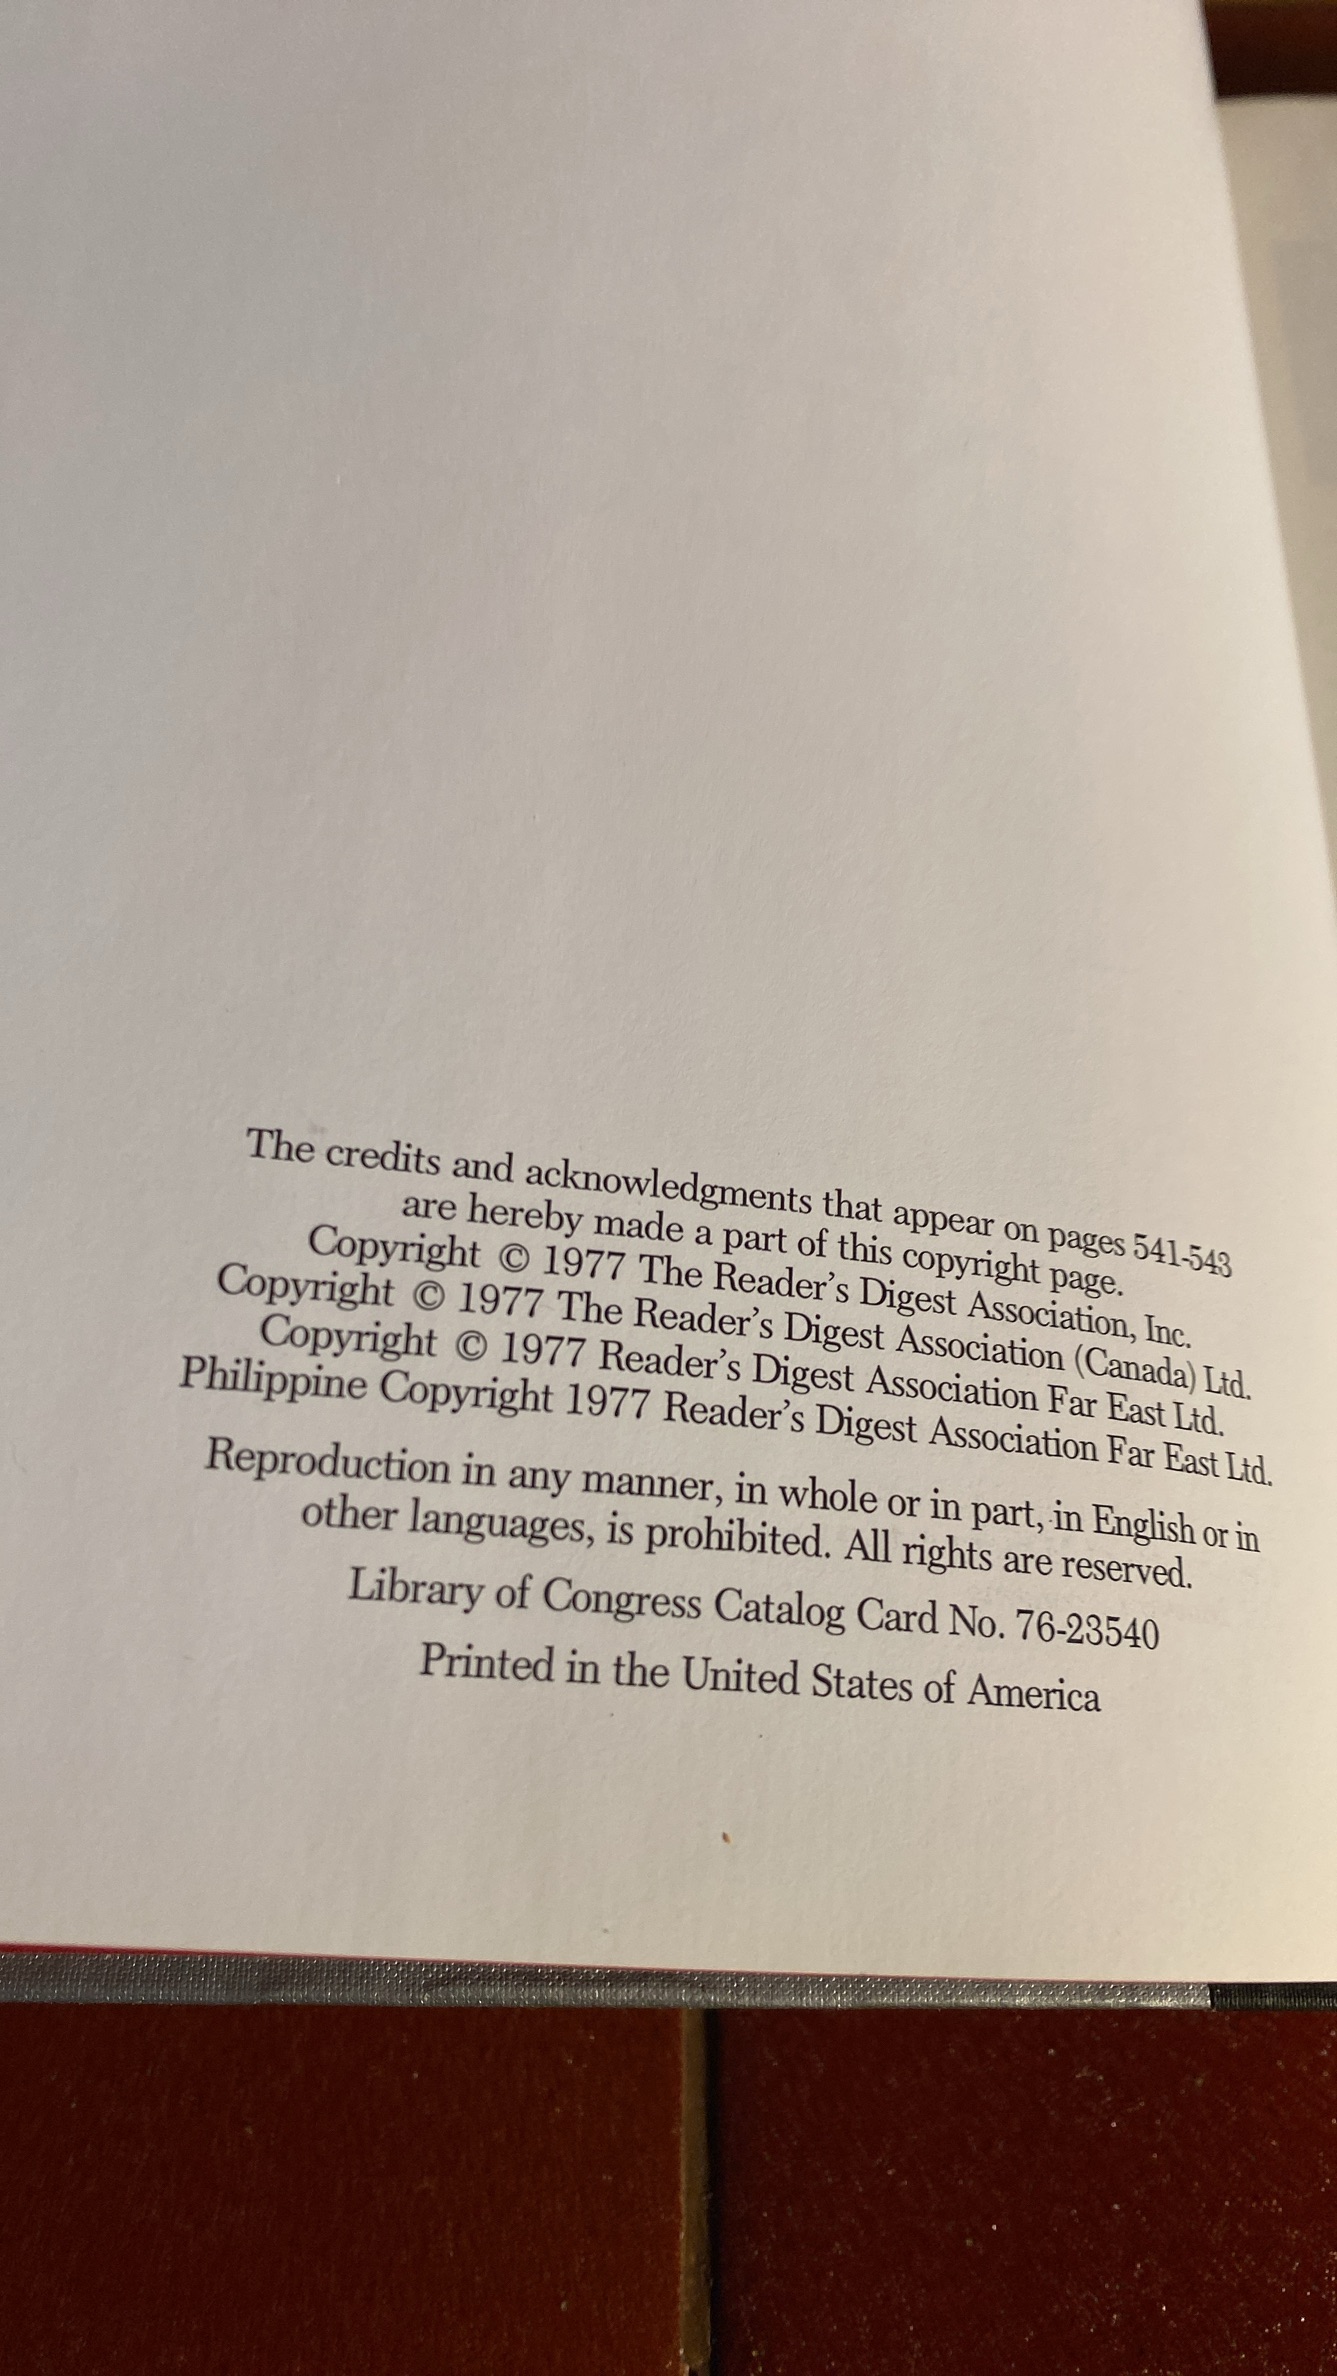 The credits and acknowledgments that appear on pages 541-543
are hereby made a part of this copyright page.
Copyright © 1977 The Reader's Digest Association, Inc.
Copyright © 1977 The Reader's Digest Association (Canada) Ltd.
Copyright © 1977 Reader's Digest Association Far East Ltd.
Philippine Copyright 1977 Reader's Digest Association Far East Ltd.
Reproduction in any manner, in whole or in part, in English or in
other languages, is prohibited. All rights are reserved.
Library of Congress Catalog Card No. 76-23540
Printed in the United States of America